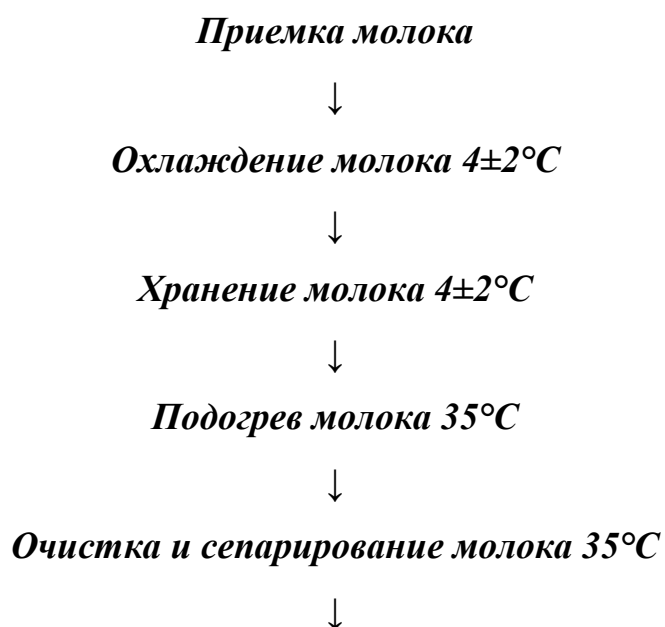 Приемка молока
↓
Охлаждение молока 4±2°С
↓
Хранение молока 4±2°С
↓
Подогрев молока 35°С
↓
Очистка и сепарирование молока 35°С
↓